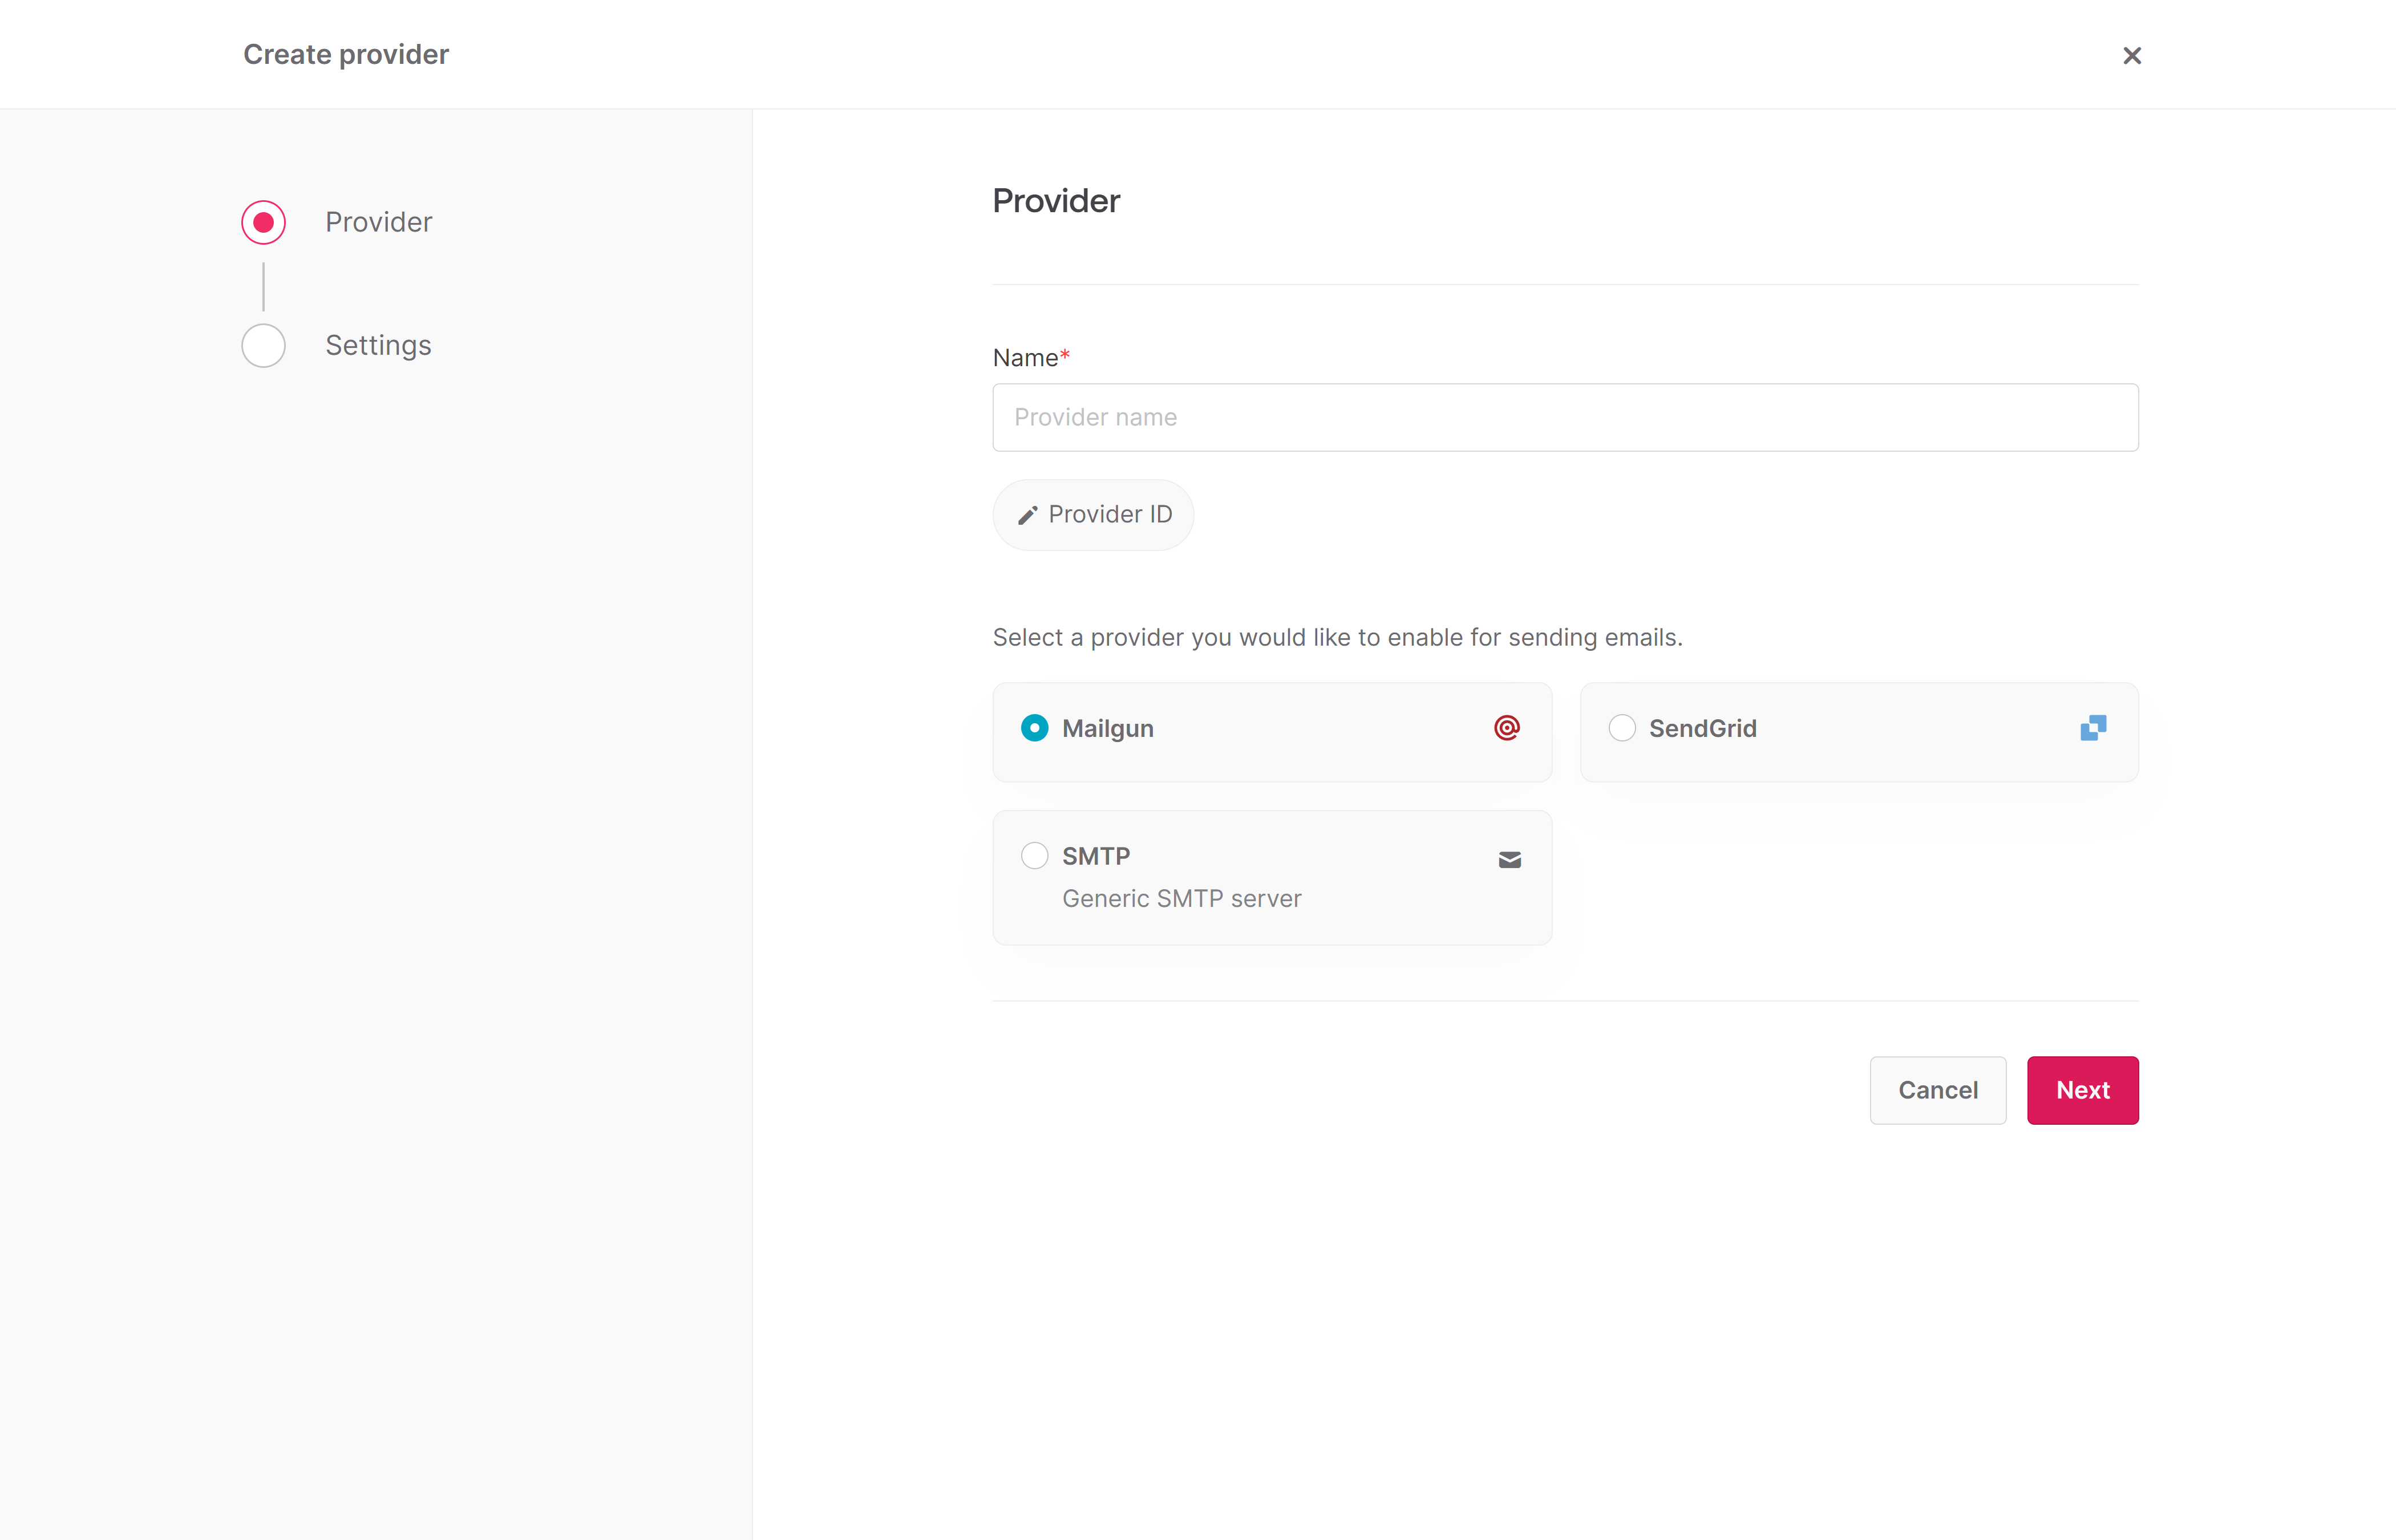 Create provider
Provider
Settings
Provider
Name*
Provider name
Provider ID
Select a provider you would like to enable for sending emails.
Mailgun
SendGrid
SMTP
Generic SMTP server
Cancel
Next